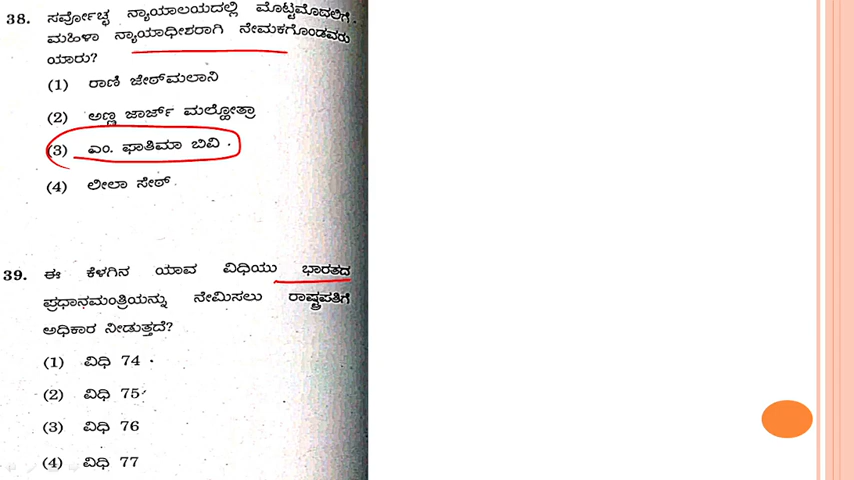 38. ಸರ್ವೋಚ್ಛ ನ್ಯಾಯಾಲಯದಲ್ಲಿ ಮೊಟ್ಟಮೊದಲಿಗೆ
ಮಹಿಳಾ ನ್ಯಾಯಾಧೀಶರಾಗಿ ನೇಮಕಗೊಂಡವರು
ಯಾರು?
(1) ರಾಣಿ ಜೇಠ್‌ಮಲಾನಿ
(2) ಅಣ್ಣ ಜಾರ್ಜ್ ಮಲ್ಹೋತ್ರಾ
(3) ಎಂ. ಫಾತಿಮಾ ಬಿವಿ
(4) ಲೀಲಾ ಸೇಠ್
39. ಈ ಕೆಳಗಿನ ಯಾವ ವಿಧಿಯು ಭಾರತದ
ಪ್ರಧಾನಮಂತ್ರಿಯನ್ನು ನೇಮಿಸಲು ರಾಷ್ಟ್ರಪತಿಗೆ
ಅಧಿಕಾರ ನೀಡುತ್ತದೆ?
(1) ವಿಧಿ 74
(2) ವಿಧಿ 75
(3) ವಿಧಿ 76
(4) ವಿಧಿ 77